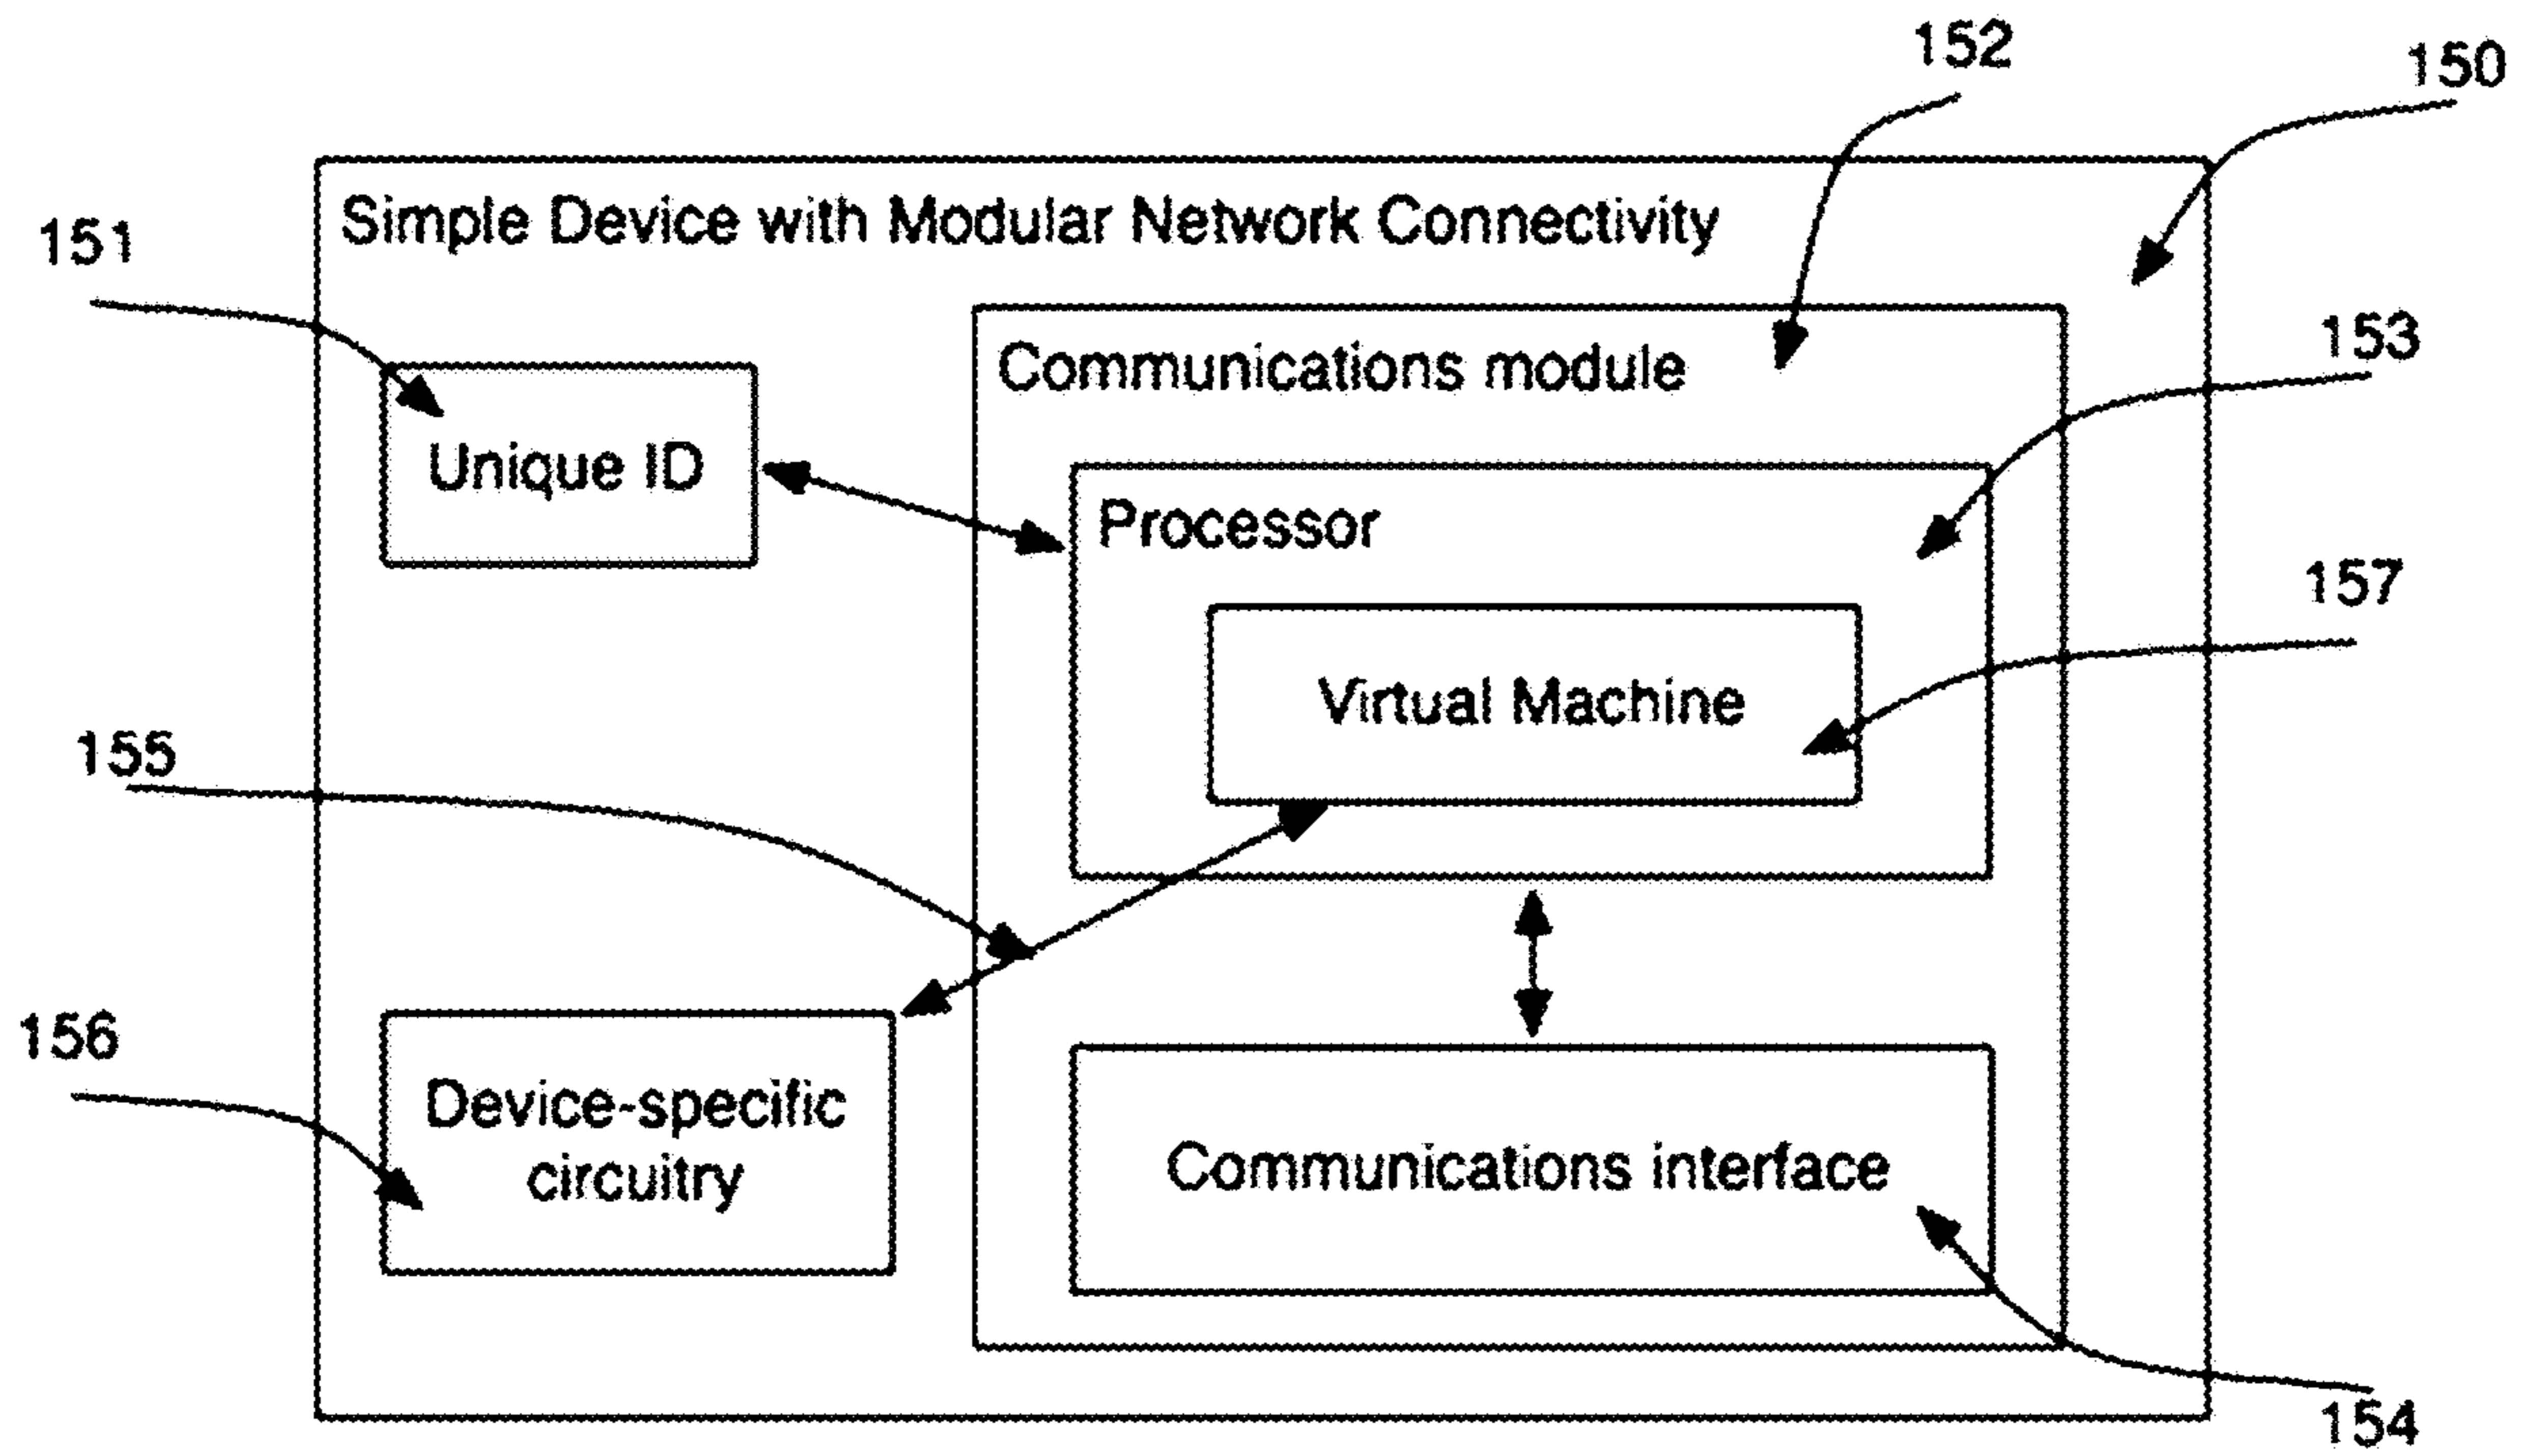 152
150
Simple Device with Modular Network Connectivity
151
Communications module
153
Unique ID
Processor
157
Virtual Machine
155
156
Device-specific
circuitry
Communications interface
154